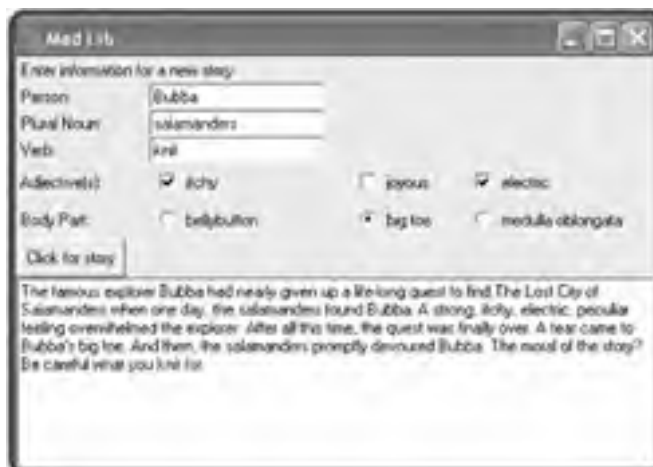 Mad Lib
Enter information for a new story
Person: Bubba
Plural Noun: salamanders
Verb: knit
Adjective(s): itchy joyous electric
Body Part: bellybutton big toe medulla oblongata
Click for story
The famous explorer Bubba had nearly given up a life-long quest to find The Lost City of
Salamanders when one day, the salamanders found Bubba. A strong, itchy, electric, peculiar
feeling overwhelmed the explorer. After all this time, the quest was finally over. A tear came to
Bubba's big toe. And then, the salamanders promptly devoured Bubba. The moral of the story?
Be careful what you knit for.